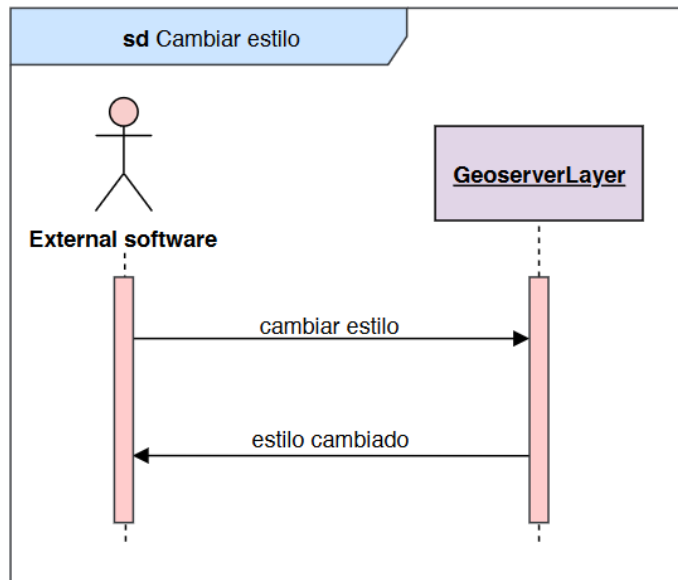 sd Cambiar estilo
External software
GeoserverLayer
cambiar estilo
estilo cambiado